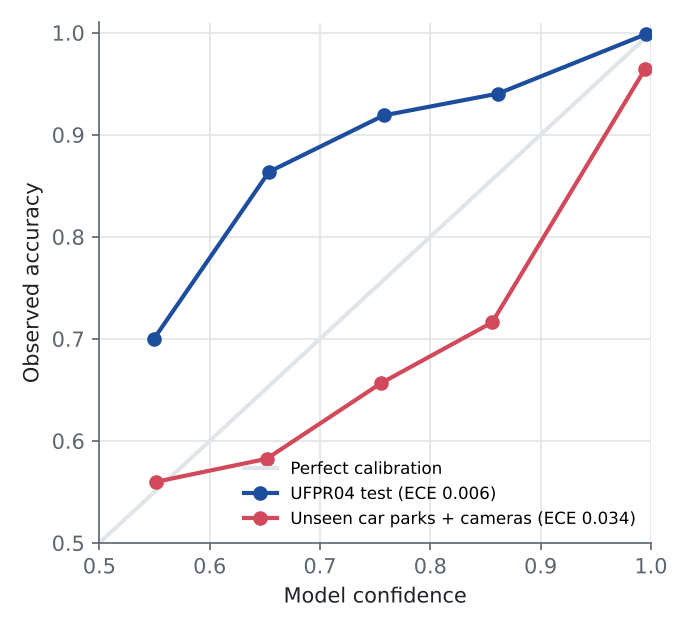 1.0
0.9
0.8
0.7
0.6
0.5
Observed accuracy
Perfect calibration
UFPR04 test (ECE 0.006)
Unseen car parks + cameras (ECE 0.034)
0.5 0.6 0.7 0.8 0.9 1.0
Model confidence